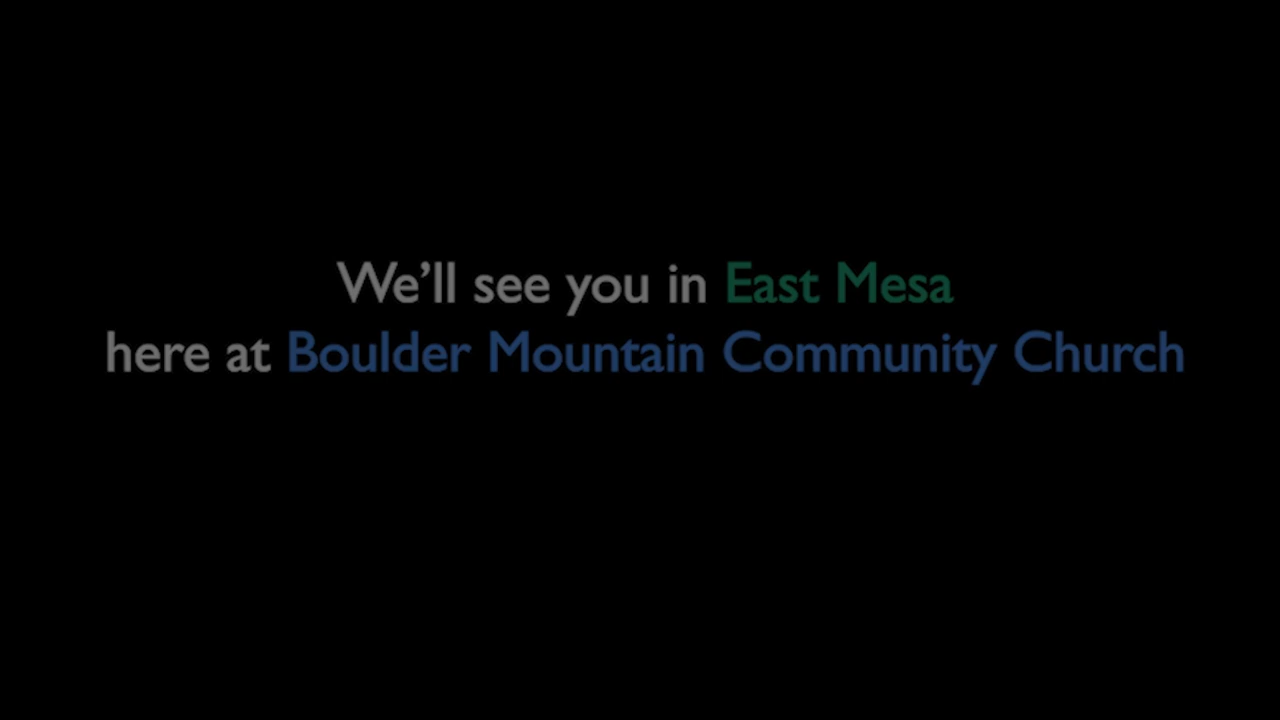 We’ll see you in East Mesa
here at Boulder Mountain Community Church